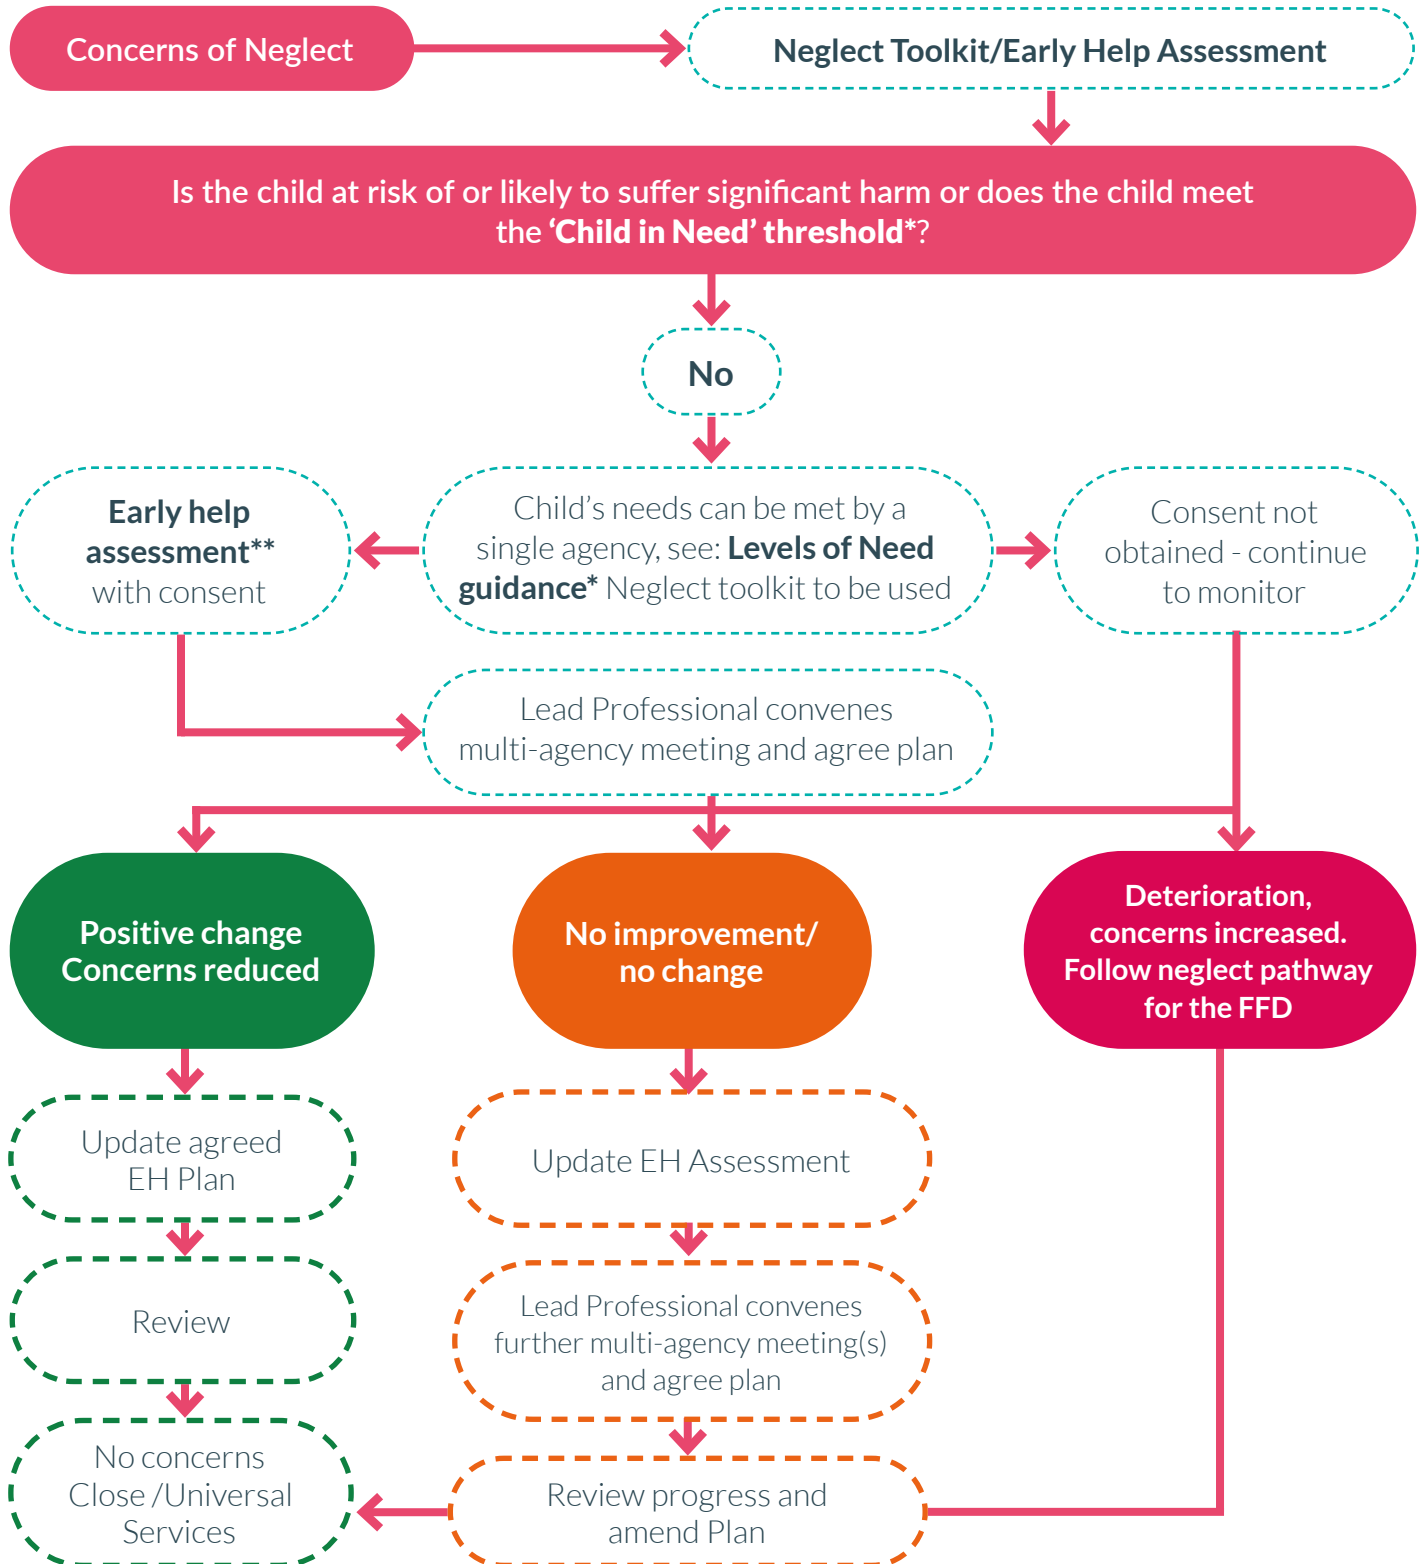 Concerns of Neglect
Neglect Toolkit/Early Help Assessment
Is the child at risk of or likely to suffer significant harm or does the child meet
the ‘Child in Need’ threshold*?
No
Early help
assessment**
with consent
Child’s needs can be met by a
single agency, see: Levels of Need
guidance* Neglect toolkit to be used
Consent not
obtained - continue
to monitor
Lead Professional convenes
multi-agency meeting and agree plan
Positive change
Concerns reduced
No improvement/
no change
Deterioration,
concerns increased.
Follow neglect pathway
for the FFD
Update agreed
EH Plan
Update EH Assessment
Review
Lead Professional convenes
further multi-agency meeting(s)
and agree plan
No concerns
Close /Universal
Services
Review progress and
amend Plan